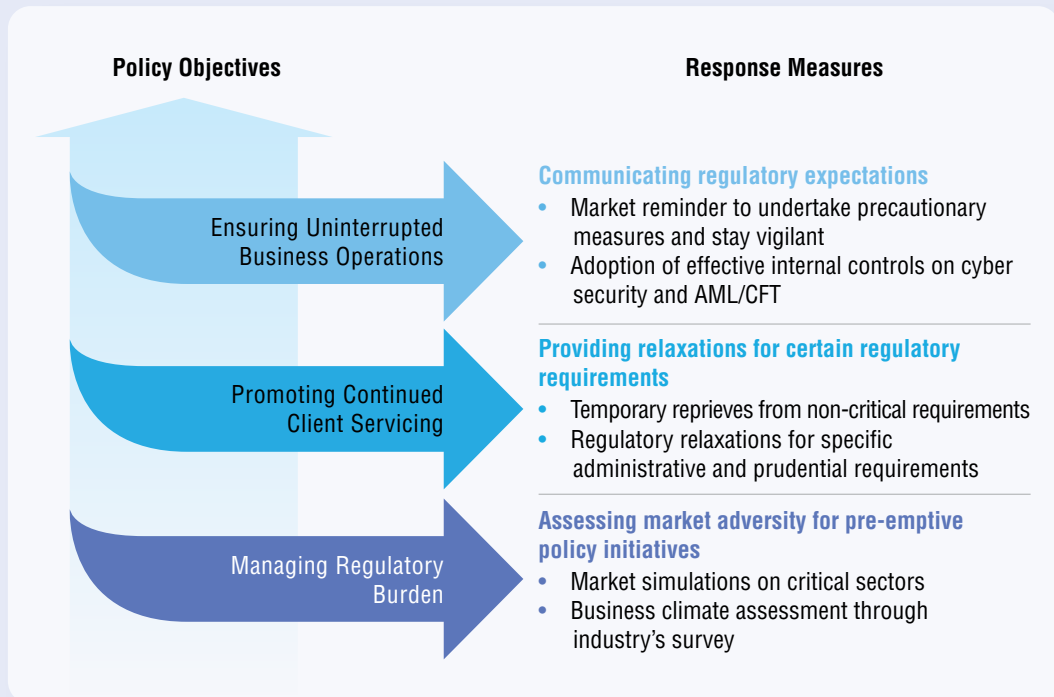 Policy Objectives
Response Measures
Ensuring Uninterrupted
Business Operations
Communicating regulatory expectations
• Market reminder to undertake precautionary
measures and stay vigilant
• Adoption of effective internal controls on cyber
security and AML/CFT
Promoting Continued
Client Servicing
Providing relaxations for certain regulatory
requirements
• Temporary reprieves from non-critical requirements
• Regulatory relaxations for specific
administrative and prudential requirements
Managing Regulatory
Burden
Assessing market adversity for pre-emptive
policy initiatives
• Market simulations on critical sectors
• Business climate assessment through
industry's survey